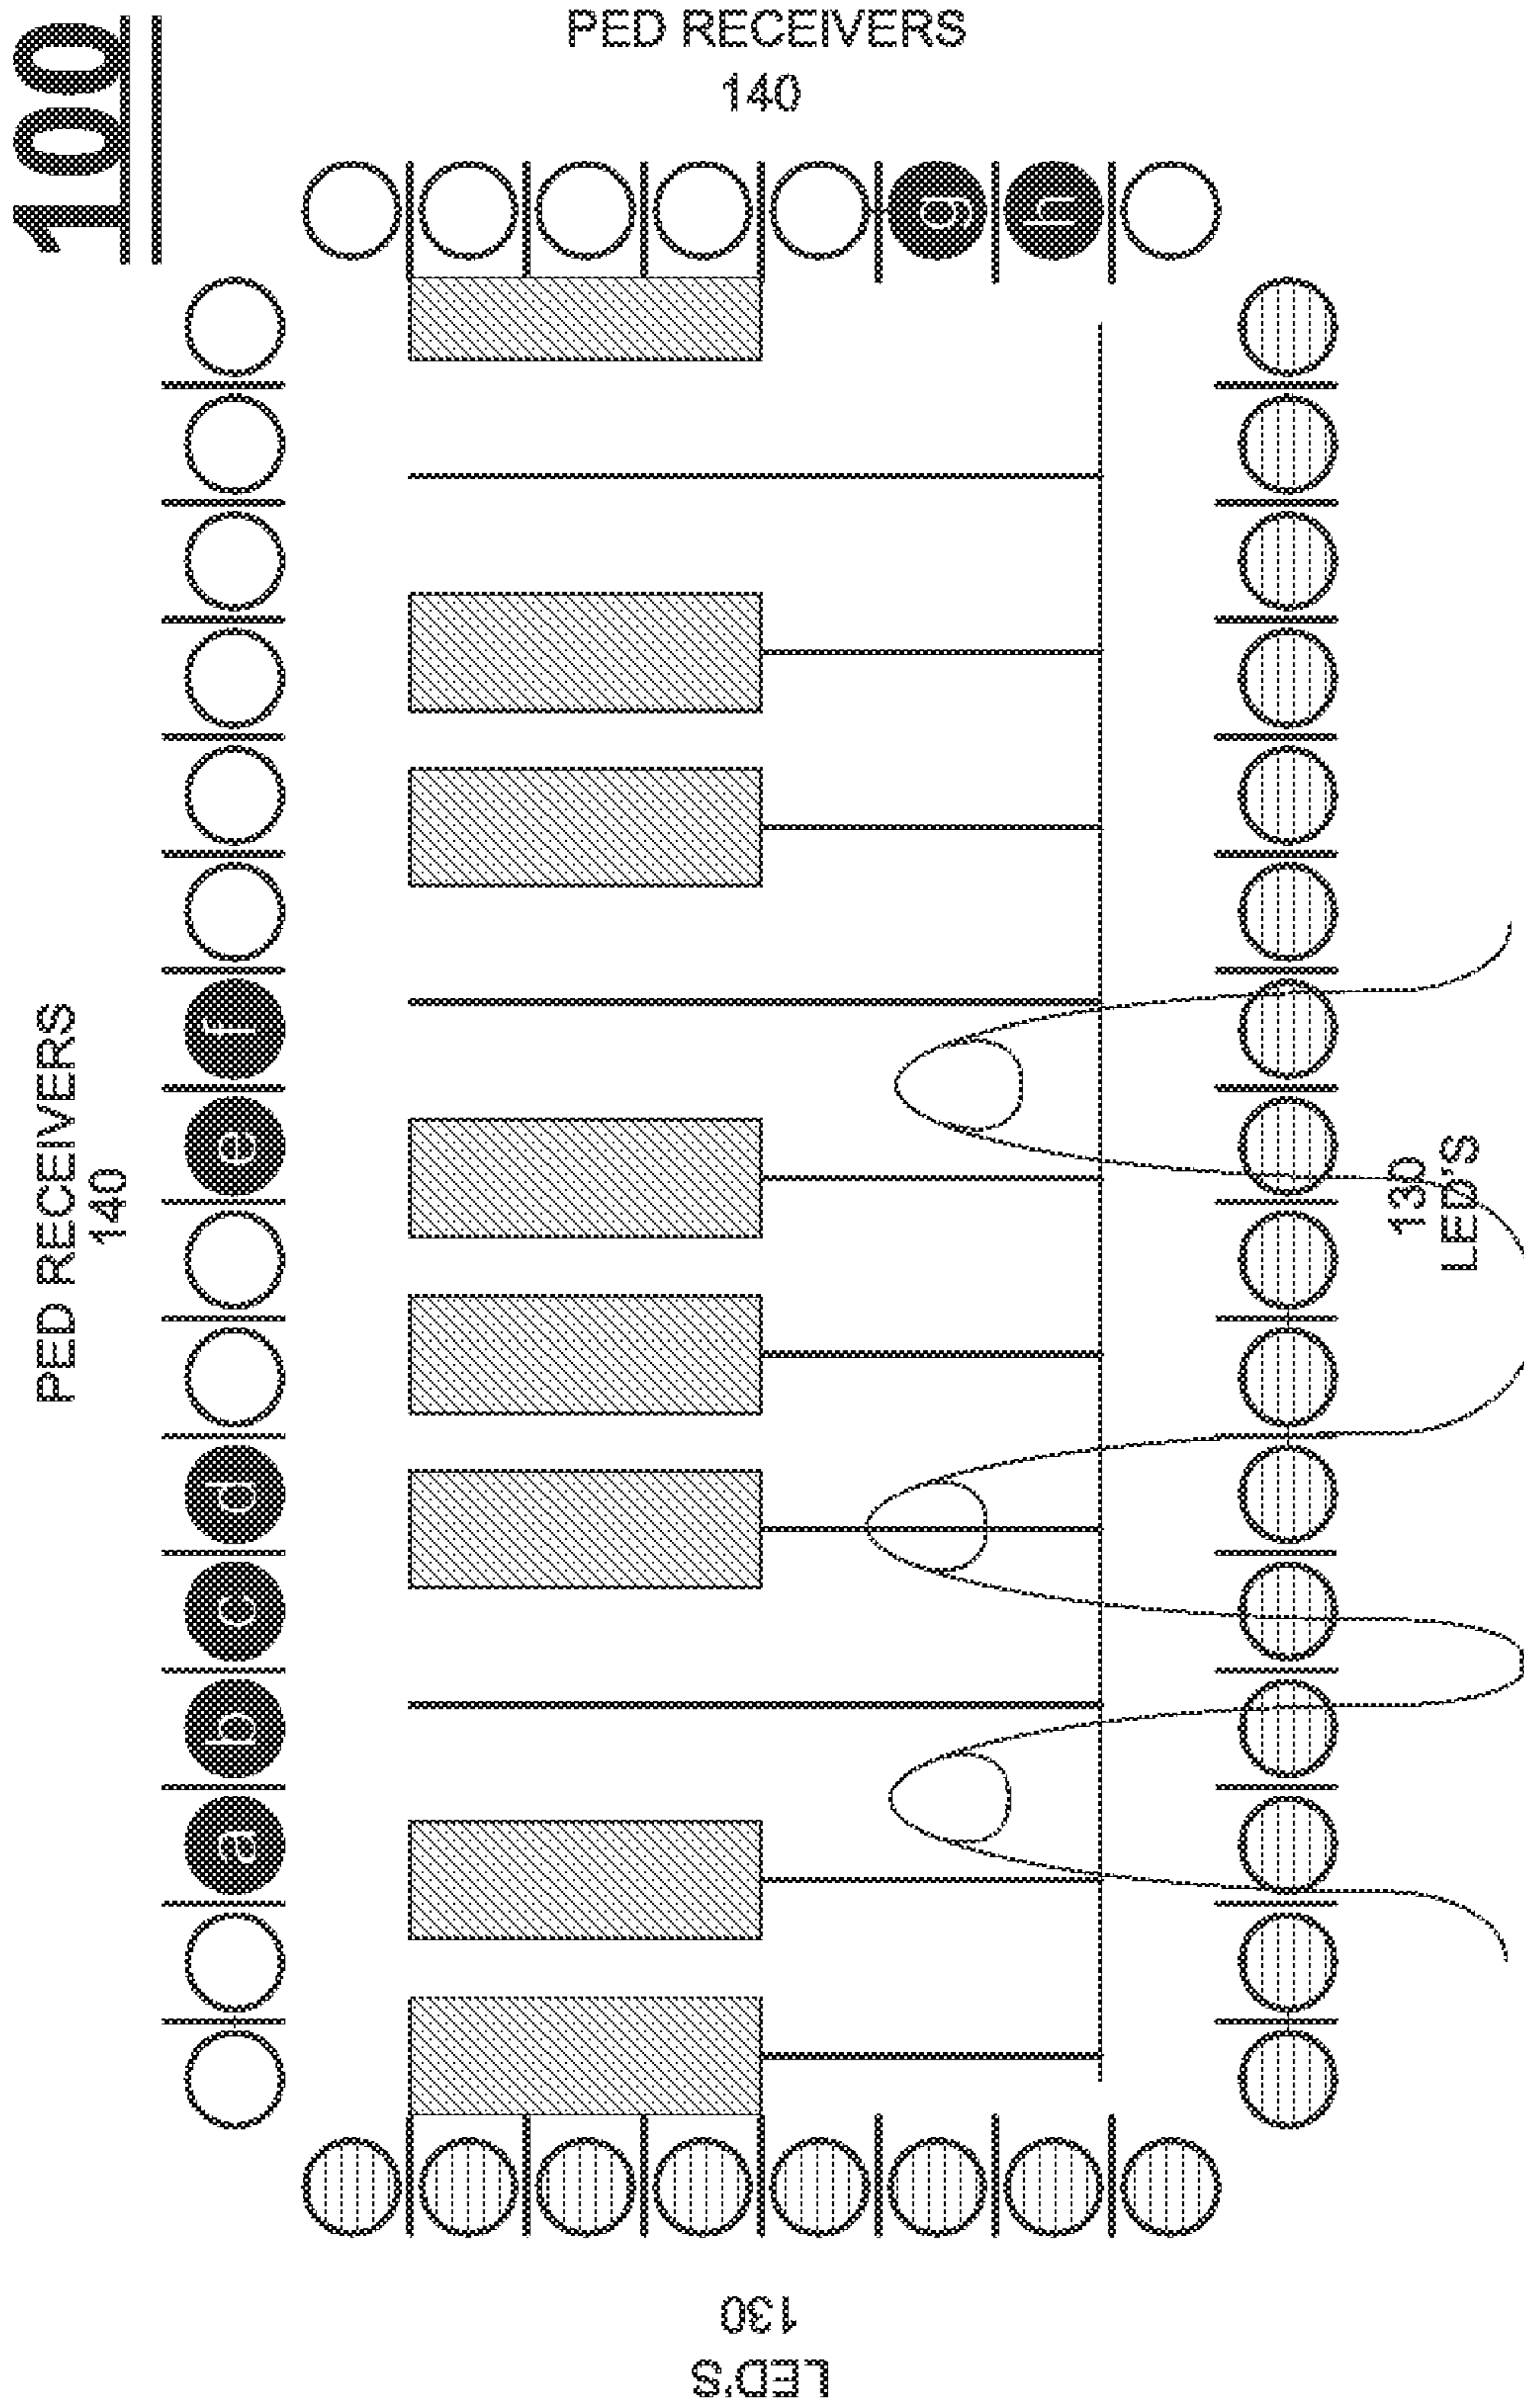 100
PED RECEIVERS
140
PED RECEIVERS
140
a
b
c
d
e
f
g
h
130
LED'S
130
LED'S